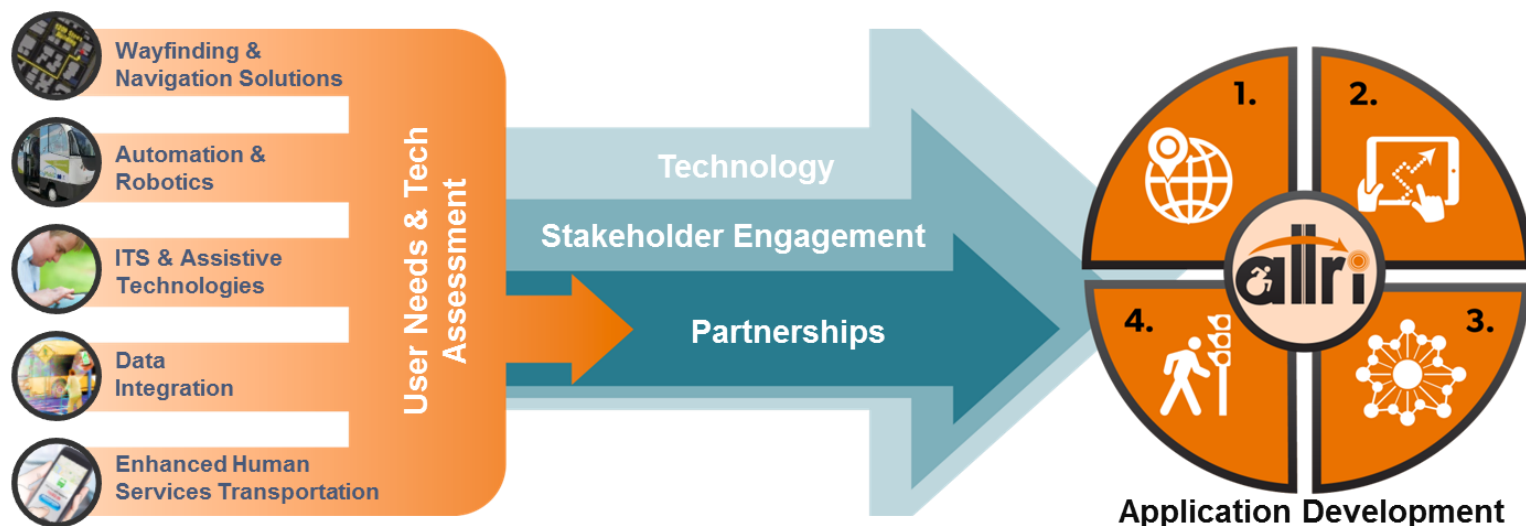 Wayfinding &
Navigation Solutions
Automation &
Robotics
ITS & Assistive
Technologies
Data
Integration
Enhanced Human
Services Transportation
User Needs & Tech
Assessment
Technology
Stakeholder Engagement
Partnerships
1.
2.
allri
4.
3.
Application Development